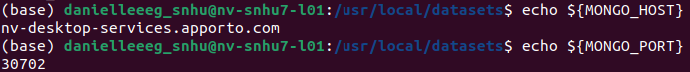 (base) danielleeeg_snhu@nv-snhu7-l01:/usr/local/datasets$ echo ${MONGO_HOST}
nv-desktop-services.apporto.com
(base) danielleeeg_snhu@nv-snhu7-l01:/usr/local/datasets$ echo ${MONGO_PORT}
30702